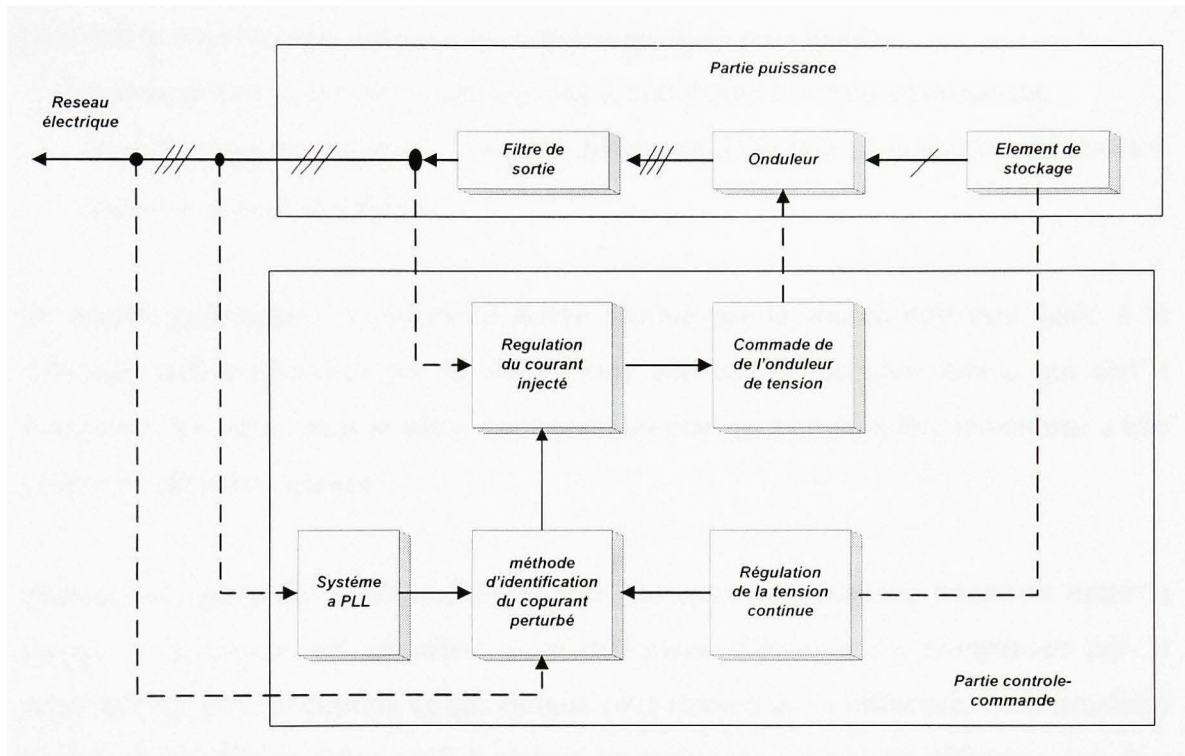 Partie puissance
Reseau
électrique
Filtre de
sortie
Onduleur
Element de
stockage
Regulation
du courant
injecté
Commade de
de l'onduleur
de tension
Systéme
a PLL
méthode
d'identification
du copurant
perturbé
Régulation
de la tension
continue
Partie controle-
commande